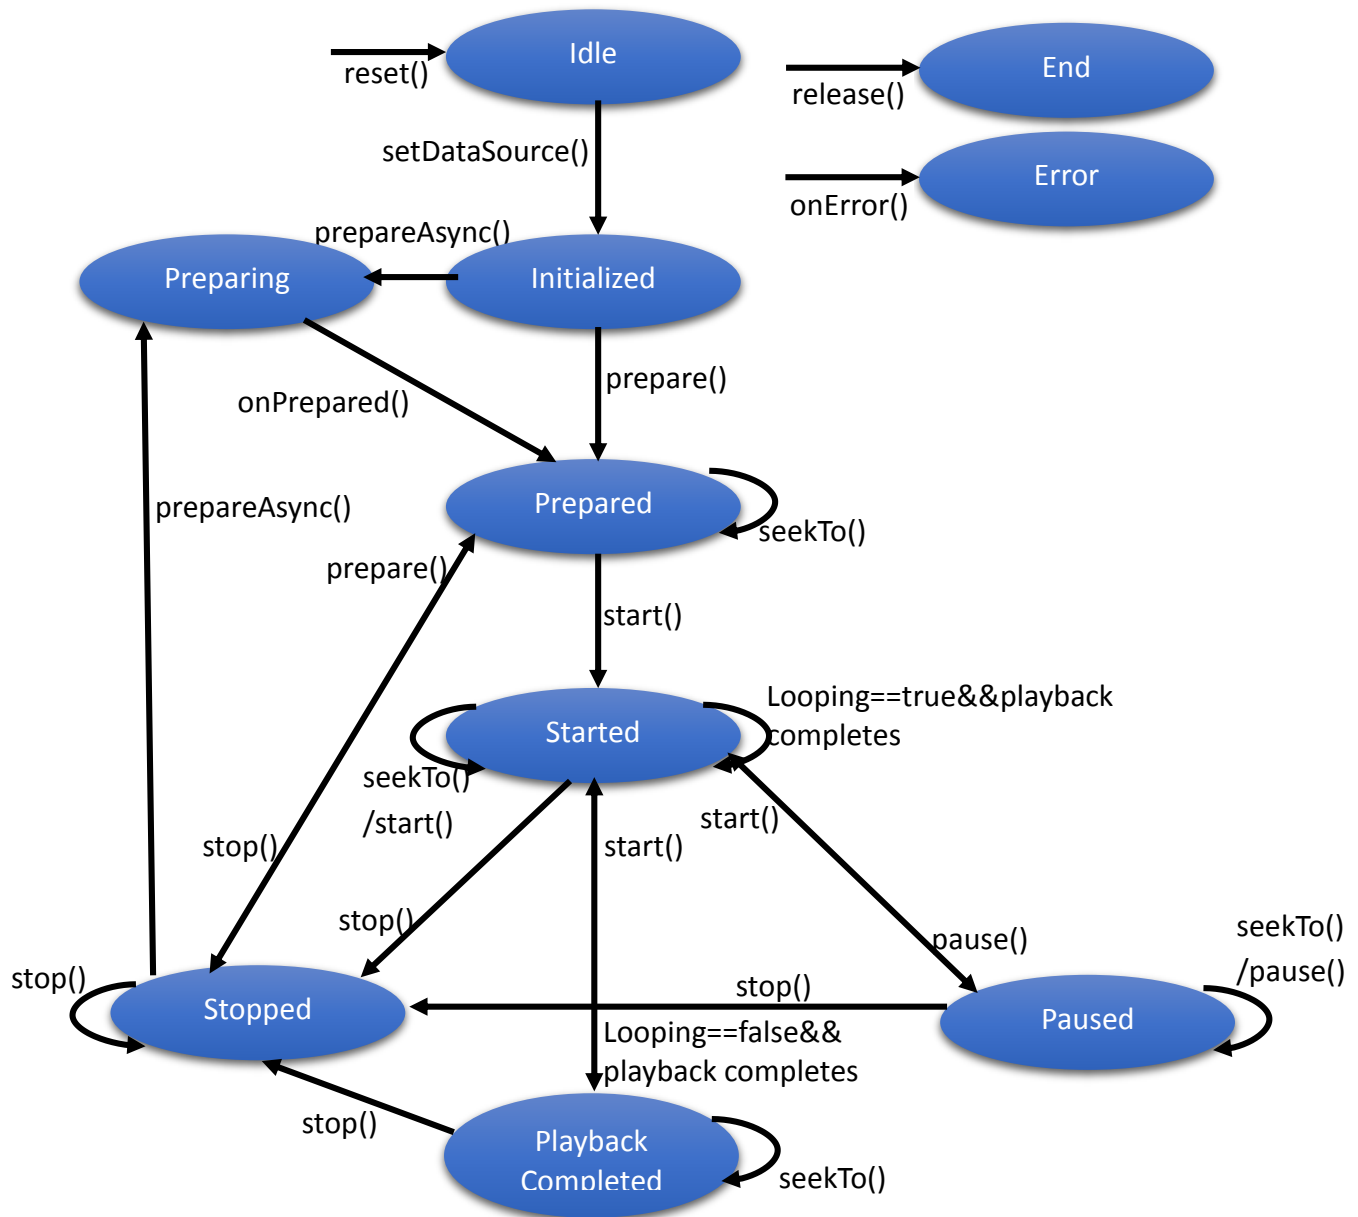 Idle
reset()
End
release()
setDataSource()
Error
onError()
prepareAsync()
Preparing
Initialized
prepare()
onPrepared()
Prepared
prepareAsync()
seekTo()
prepare()
start()
Looping==true&&playback
completes
Started
seekTo()
/start()
start()
stop()
start()
stop()
pause()
seekTo()
/pause()
stop()
stop()
Stopped
Paused
Looping==false&&
playback completes
stop()
Playback
Completed
seekTo()